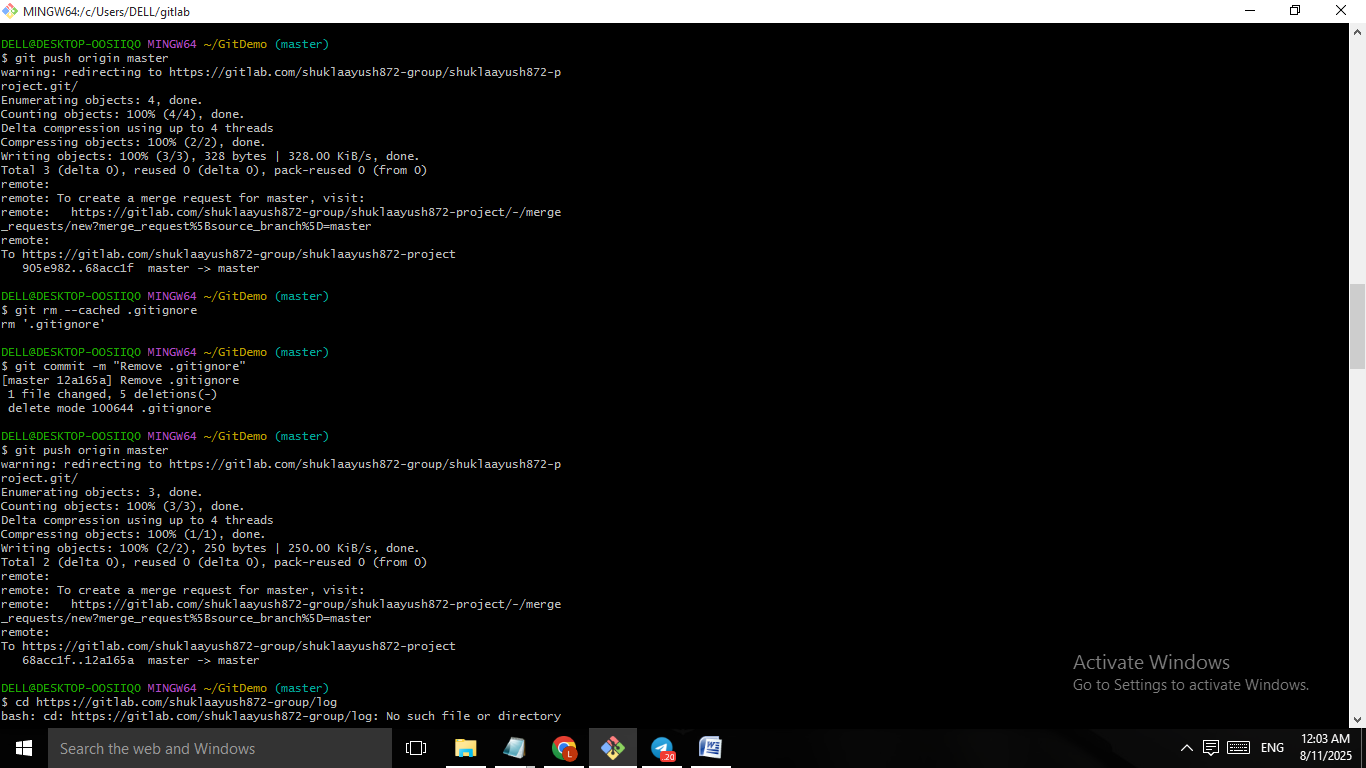 MINGW64:/c/Users/DELL/gitlab
DELL@DESKTOP-OOSIIQO MINGW64 ~/GitDemo (master)
$ git push origin master
warning: redirecting to https://gitlab.com/shuklaayush872-group/shuklaayush872-p
roject.git/
Enumerating objects: 4, done.
Counting objects: 100% (4/4), done.
Delta compression using up to 4 threads
Compressing objects: 100% (2/2), done.
Writing objects: 100% (3/3), 328 bytes | 328.00 KiB/s, done.
Total 3 (delta 0), reused 0 (delta 0), pack-reused 0 (from 0)
remote:
remote: To create a merge request for master, visit:
remote:   https://gitlab.com/shuklaayush872-group/shuklaayush872-project/-/merge
_requests/new?merge_request%5Bsource_branch%5D=master
remote:
To https://gitlab.com/shuklaayush872-group/shuklaayush872-project
   905e982..68acc1f  master -> master
DELL@DESKTOP-OOSIIQO MINGW64 ~/GitDemo (master)
$ git rm --cached .gitignore
rm '.gitignore'
DELL@DESKTOP-OOSIIQO MINGW64 ~/GitDemo (master)
$ git commit -m "Remove .gitignore"
[master 12a165a] Remove .gitignore
 1 file changed, 5 deletions(-)
 delete mode 100644 .gitignore
DELL@DESKTOP-OOSIIQO MINGW64 ~/GitDemo (master)
$ git push origin master
warning: redirecting to https://gitlab.com/shuklaayush872-group/shuklaayush872-p
roject.git/
Enumerating objects: 3, done.
Counting objects: 100% (3/3), done.
Delta compression using up to 4 threads
Compressing objects: 100% (1/1), done.
Writing objects: 100% (2/2), 250 bytes | 250.00 KiB/s, done.
Total 2 (delta 0), reused 0 (delta 0), pack-reused 0 (from 0)
remote:
remote: To create a merge request for master, visit:
remote:   https://gitlab.com/shuklaayush872-group/shuklaayush872-project/-/merge
_requests/new?merge_request%5Bsource_branch%5D=master
remote:
To https://gitlab.com/shuklaayush872-group/shuklaayush872-project
   68acc1f..12a165a  master -> master
DELL@DESKTOP-OOSIIQO MINGW64 ~/GitDemo (master)
$ cd https://gitlab.com/shuklaayush872-group/log
bash: cd: https://gitlab.com/shuklaayush872-group/log: No such file or directory
Activate Windows
Go to Settings to activate Windows.
Search the web and Windows
L
.20
W
ENG
12:03 AM
8/11/2025